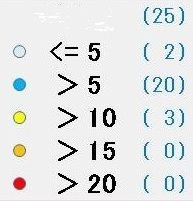 (25)
<= 5 ( 2)
> 5 (20)
> 10 ( 3)
> 15 ( 0)
> 20 ( 0)